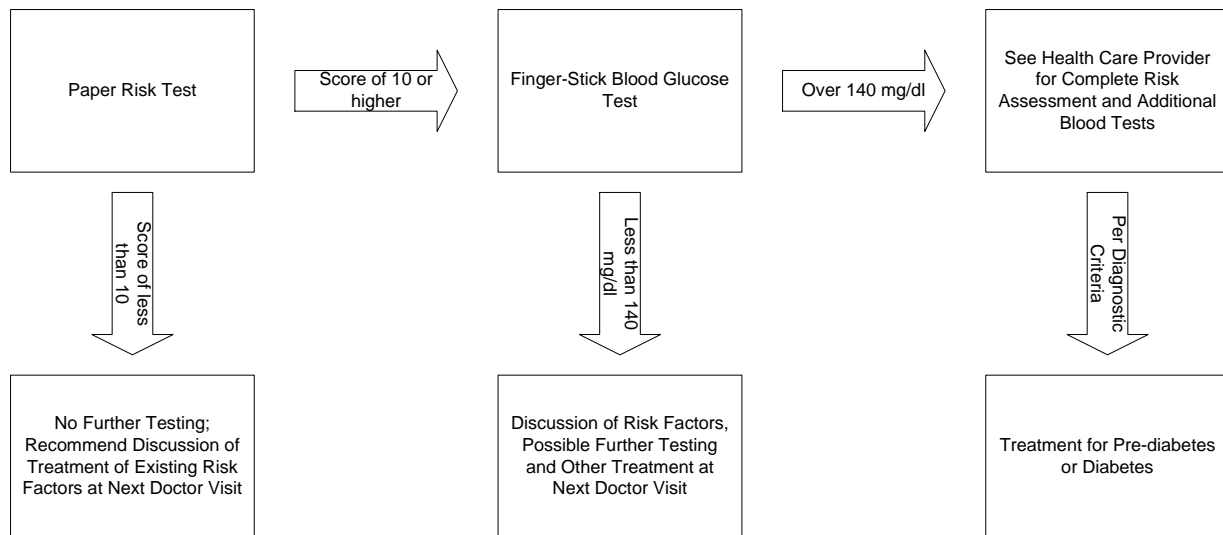 Paper Risk Test
Score of 10 or
higher
Finger-Stick Blood Glucose
Test
Over 140 mg/dl
See Health Care Provider
for Complete Risk
Assessment and Additional
Blood Tests
Score of less
than 10
Less than 140
mg/dl
Per Diagnostic
Criteria
No Further Testing;
Recommend Discussion of
Treatment of Existing Risk
Factors at Next Doctor Visit
Discussion of Risk Factors,
Possible Further Testing
and Other Treatment at
Next Doctor Visit
Treatment for Pre-diabetes
or Diabetes